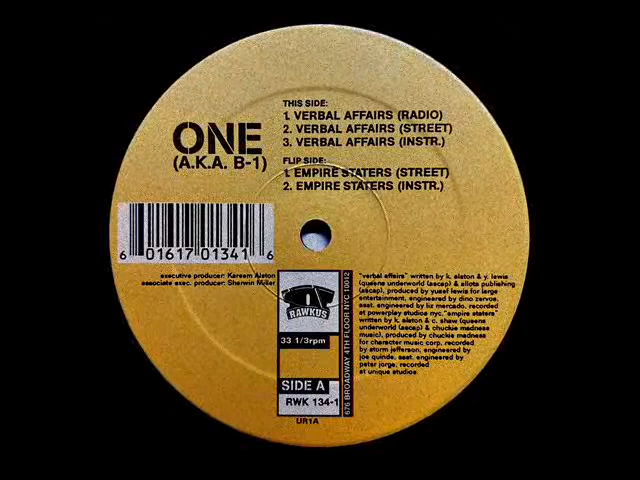 ONE
(A.K.A. B-1)
THIS SIDE:
1. VERBAL AFFAIRS (RADIO)
2. VERBAL AFFAIRS (STREET)
3. VERBAL AFFAIRS (INSTR.)
FLIP SIDE:
1. EMPIRE STATERS (STREET)
2. EMPIRE STATERS (INSTR.)
6 01617 01341 6
executive producer: Kareem Alston
associate exec. producer: Sherwin Miller
RAWKUS
33 1/3rpm
SIDE A
RWK 134-1
UR1A
676 BROADWAY 4TH FLOOR NYC 10012
"verbal affairs" written by k. alston & y. lewis
(queens underworld (ascap) & allots publishing
(ascap), produced by yusef lewis for large
entertainment, engineered by dino zervos,
asst. engineered by liz mercado, recorded
at powerplay studios nyc. "empire staters"
written by k. alston & c. shaw (queens
underworld (ascap) & chuckie madness
music), produced by chuckie madness
for character music corp, recorded
by storm jefferson, engineered by
joe quinde, asst. engineered by
peter jorge, recorded
at unique studios